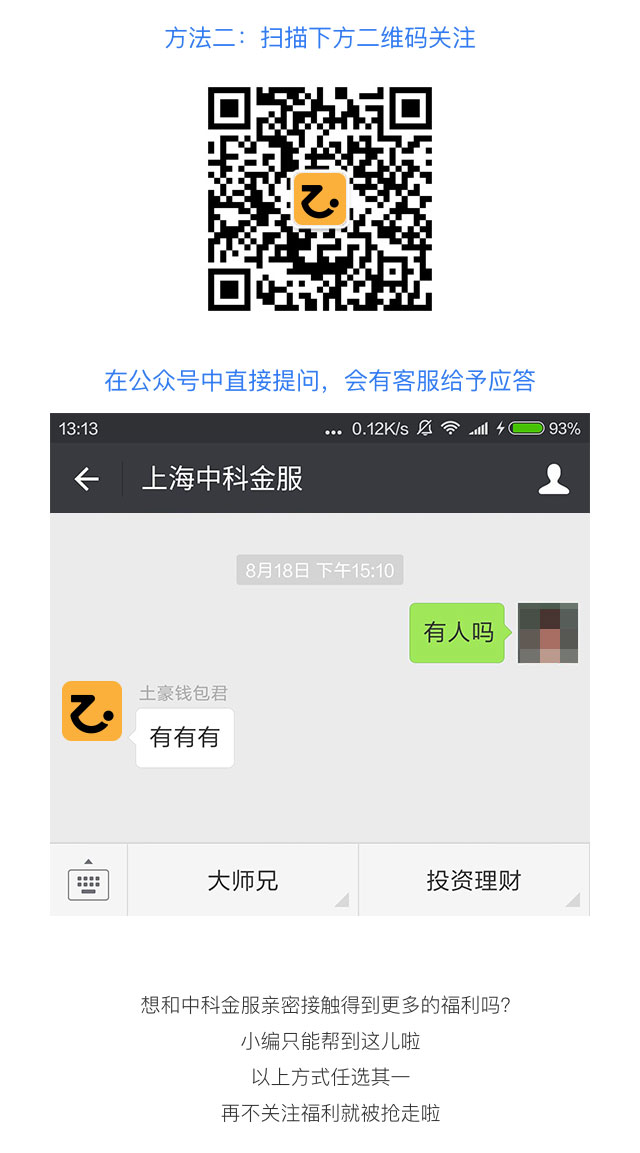 方法二：扫描下方二维码关注
在公众号中直接提问，会有客服给予应答
13:13
... 0.12K/s 93%
上海中科金服
8月18日 下午15:10
有人吗
土豪钱包君
有有有
大师兄
投资理财
想和中科金服亲密接触得到更多的福利吗？
小编只能帮到这儿啦
以上方式任选其一
再不关注福利就被抢走啦